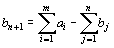 b_{n+1} = \sum_{i=1}^{m} a_i - \sum_{j=1}^{n} b_j